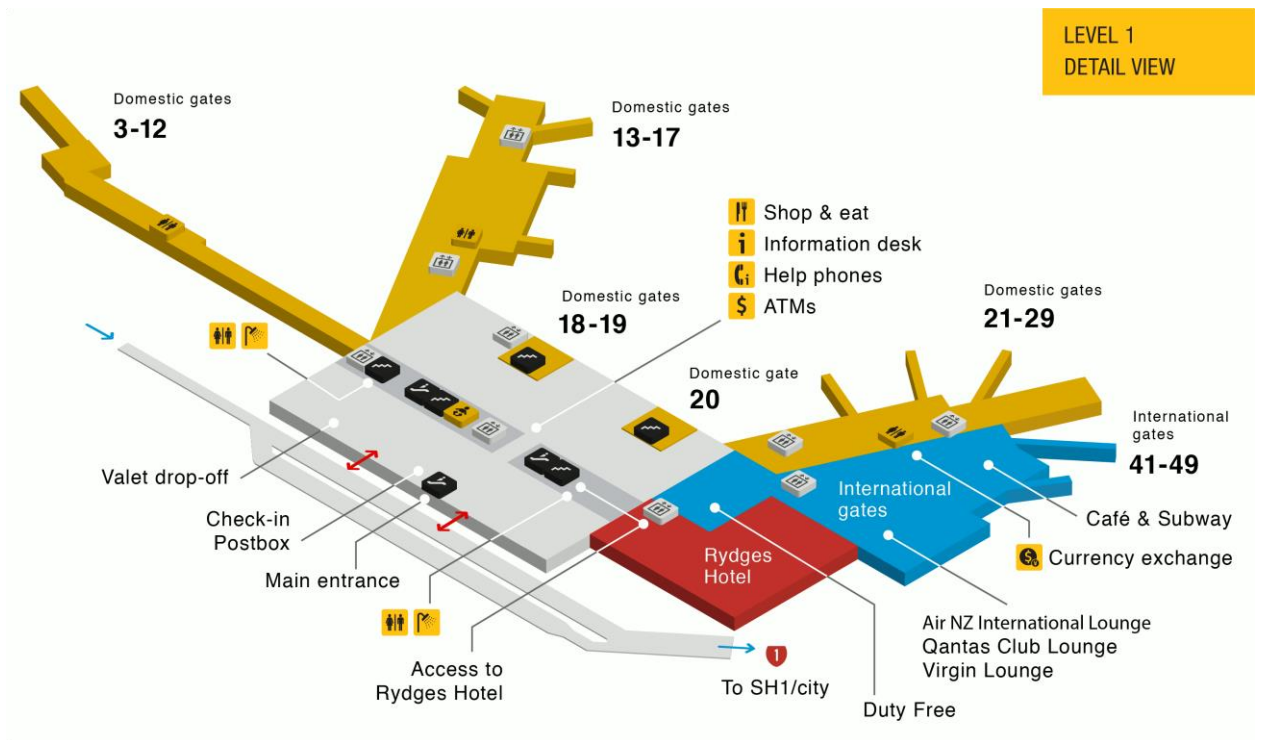 LEVEL 1
DETAIL VIEW
Domestic gates
3-12
Domestic gates
13-17
Shop & eat
i Information desk
i Help phones
$ ATMs
Domestic gates
18-19
Domestic gates
21-29
Domestic gate
20
International
gates
41-49
Valet drop-off
Check-in
Postbox
Main entrance
International
gates
Café & Subway
$ Currency exchange
Rydges
Hotel
Air NZ International Lounge
Qantas Club Lounge
Virgin Lounge
Access to
Rydges Hotel
1
To SH1/city
Duty Free